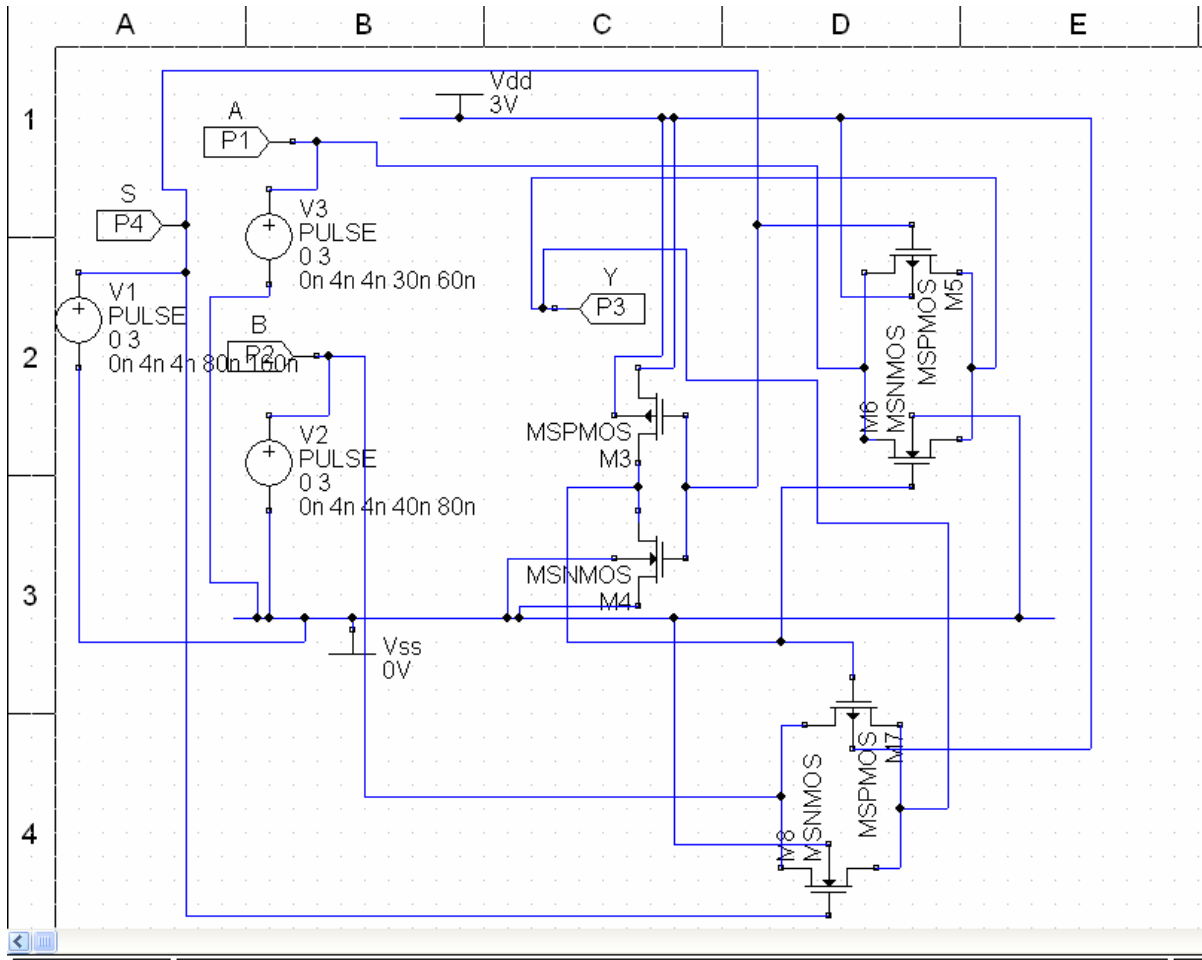 A B C D E
1
Vdd
3V
A
P1
S
P4
V3
PULSE
0 3
0n 4n 4n 30n 60n
V1
PULSE
0 3
0n 4n 4n 80n 160n
Y
P3
B
P2
M5
MSPMOS
2
M6
MSNMOS
MSPMOS
M3
V2
PULSE
0 3
0n 4n 4n 40n 80n
3
MSNMOS
M4
Vss
0V
M7
MSPMOS
4
M8
MSNMOS